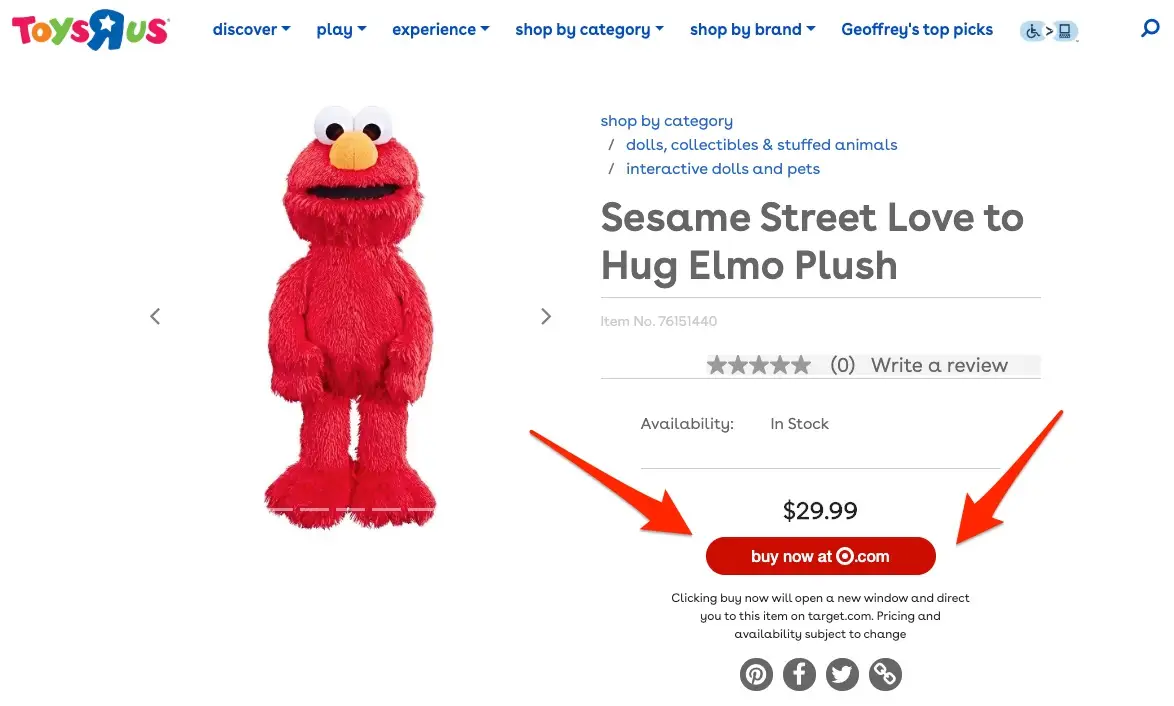 TOYSRUS
discover play experience shop by category shop by brand Geoffrey's top picks
shop by category
/ dolls, collectibles & stuffed animals
/ interactive dolls and pets
Sesame Street Love to
Hug Elmo Plush
Item No. 76151440
(0) Write a review
Availability: In Stock
$29.99
buy now at .com
Clicking buy now will open a new window and direct
you to this item on target.com. Pricing and
availability subject to change